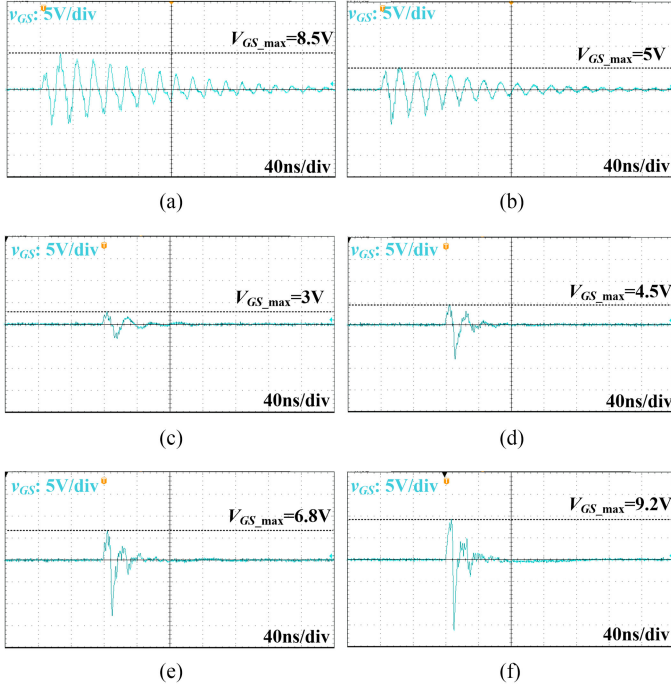 vGS: 5V/div
VGS_max=8.5V
40ns/div
(a)
vGS: 5V/div
VGS_max=5V
40ns/div
(b)
vGS: 5V/div
VGS_max=3V
40ns/div
(c)
vGS: 5V/div
VGS_max=4.5V
40ns/div
(d)
vGS: 5V/div
VGS_max=6.8V
40ns/div
(e)
vGS: 5V/div
VGS_max=9.2V
40ns/div
(f)